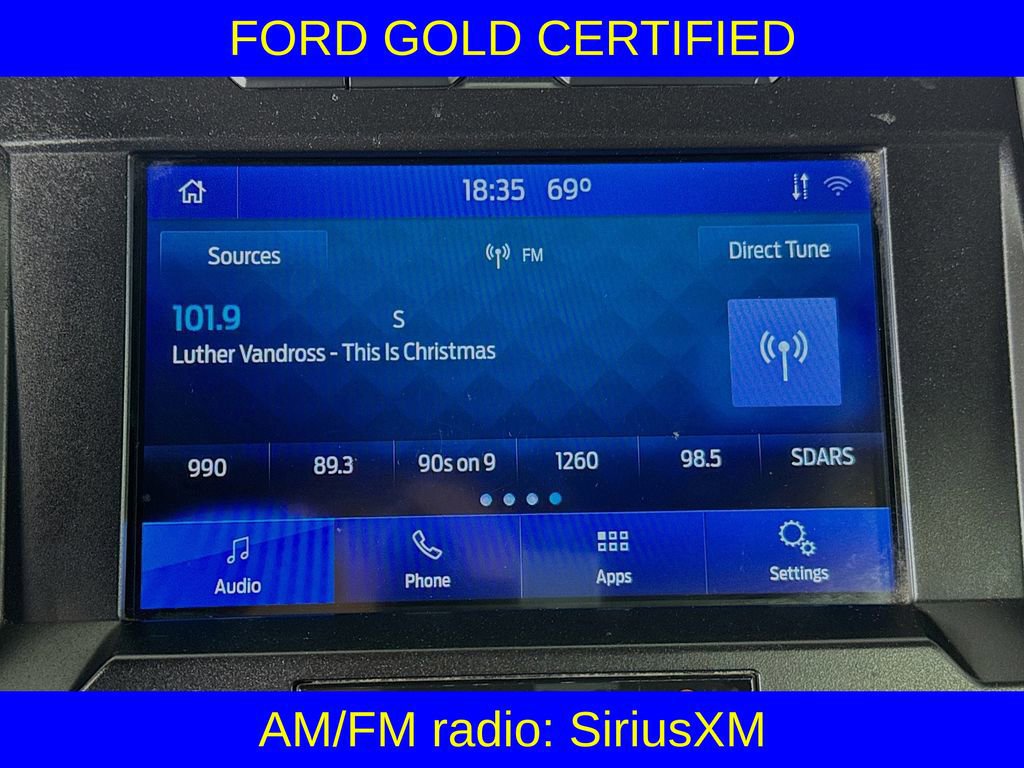 FORD GOLD CERTIFIED
18:35 69º
Sources FM Direct Tune
101.9 S
Luther Vandross - This Is Christmas
990 89.3 90s on 9 1260 98.5 SDARS
Audio Phone Apps Settings
AM/FM radio: SiriusXM